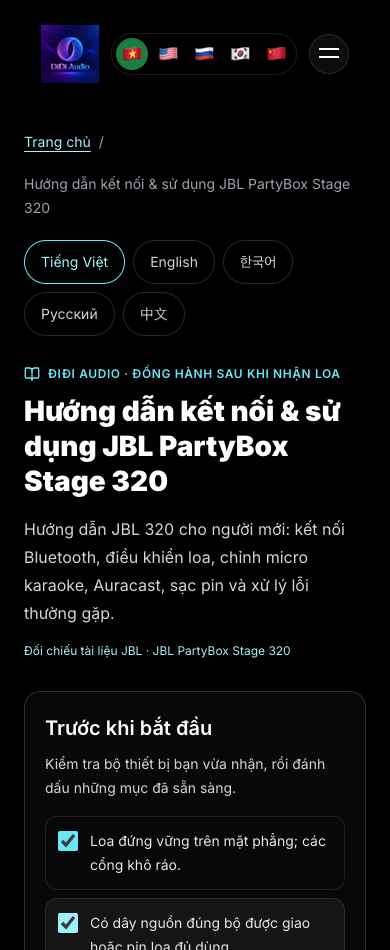 DiDi Audio
Trang chủ /
Hướng dẫn kết nối & sử dụng JBL PartyBox Stage
320
Tiếng Việt English 한국어
Русский 中文
ĐIĐI AUDIO · ĐỒNG HÀNH SAU KHI NHẬN LOA
Hướng dẫn kết nối & sử
dụng JBL PartyBox
Stage 320
Hướng dẫn JBL 320 cho người mới: kết nối
Bluetooth, điều khiển loa, chỉnh micro
karaoke, Auracast, sạc pin và xử lý lỗi
thường gặp.
Đối chiếu tài liệu JBL · JBL PartyBox Stage 320
Trước khi bắt đầu
Kiểm tra bộ thiết bị bạn vừa nhận, rồi đánh
dấu những mục đã sẵn sàng.
Loa đứng vững trên mặt phẳng; các
cổng khô ráo.
Có dây nguồn đúng bộ được giao
hoặc pin loa đủ dùng